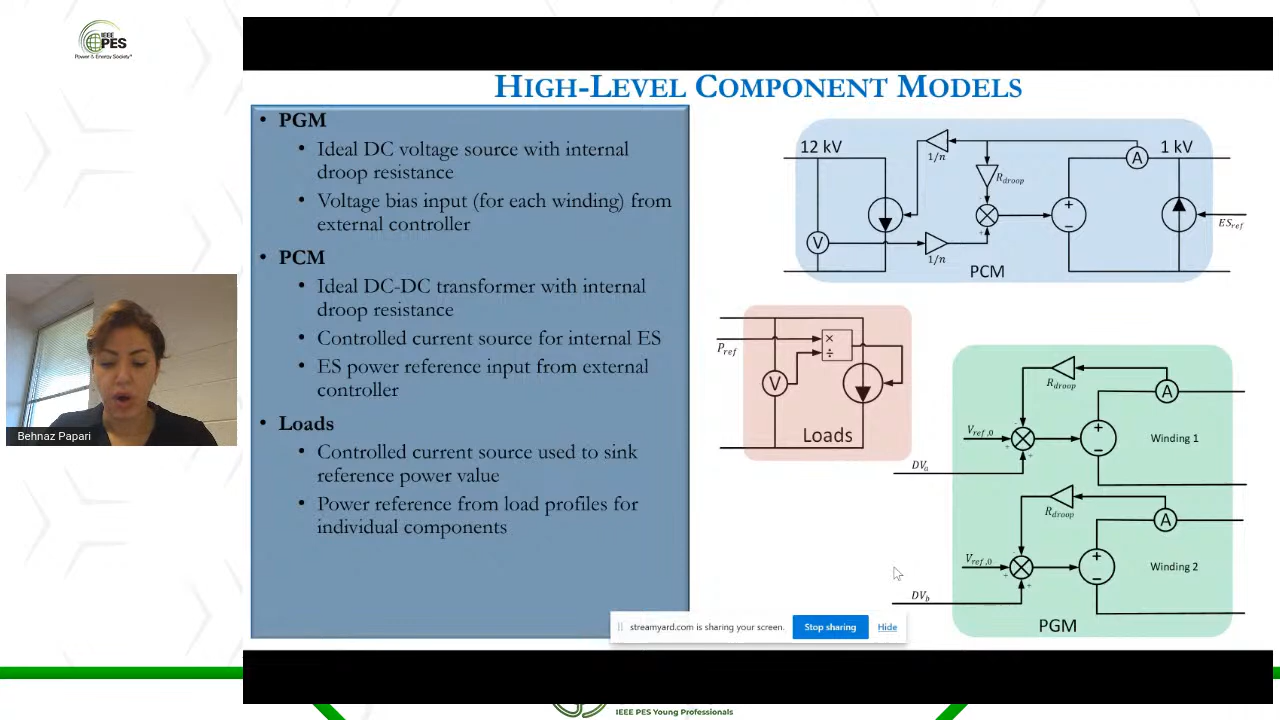 IEEE
PES
Power & Energy Society™
HIGH-LEVEL COMPONENT MODELS
• PGM
• Ideal DC voltage source with internal
droop resistance
• Voltage bias input (for each winding) from
external controller
• PCM
• Ideal DC-DC transformer with internal
droop resistance
• Controlled current source for internal ES
• ES power reference input from external
controller
• Loads
• Controlled current source used to sink
reference power value
• Power reference from load profiles for
individual components
12 kV
1/n
R_droop
A
1 kV
V
+
−
ES_ref
1/n
PCM
P_ref
×
÷
V
Loads
R_droop
A
V_ref,0
+
−
Winding 1
DV_a
R_droop
A
V_ref,0
+
−
Winding 2
DV_b
PGM
Behnaz Papari
streamyard.com is sharing your screen.
Stop sharing
Hide
IEEE PES Young Professionals